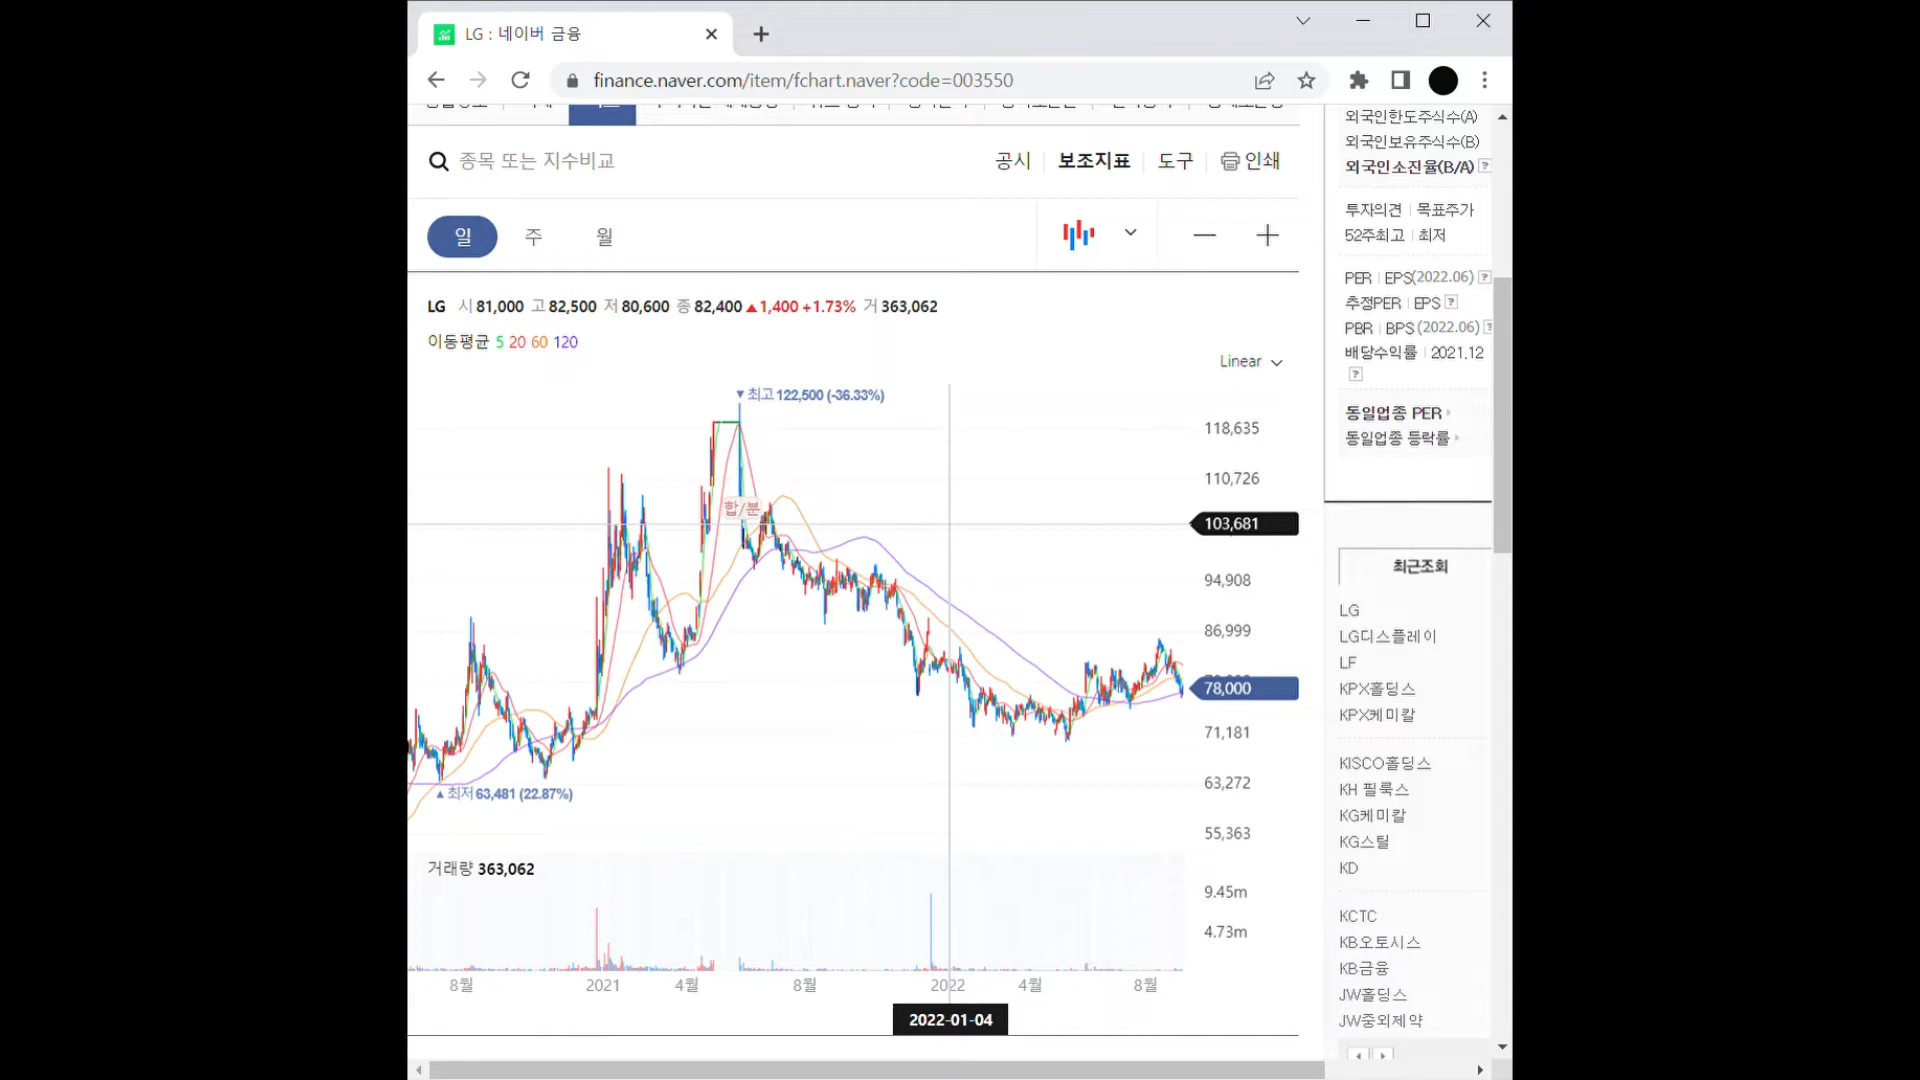 LG : 네이버 금융
finance.naver.com/item/fchart.naver?code=003550
종목 또는 지수비교
공시 보조지표 도구 인쇄
일 주 월
LG 시 81,000 고 82,500 저 80,600 종 82,400 ▲1,400 +1.73% 거 363,062
이동평균 5 20 60 120
Linear
▼최고 122,500 (-36.33%)
118,635
110,726
합/분
103,681
94,908
86,999
78,000
71,181
63,272
▲최저 63,481 (22.87%)
55,363
거래량 363,062
9.45m
4.73m
8월 2021 4월 8월 2022 4월 8월
2022-01-04
외국인한도주식수(A)
외국인보유주식수(B)
외국인소진율(B/A) ?
투자의견 | 목표주가
52주최고 | 최저
PER | EPS(2022.06) ?
추정PER | EPS ?
PBR | BPS (2022.06) ?
배당수익률 | 2021.12
?
동일업종 PER
동일업종 등락률
최근조회
LG
LG디스플레이
LF
KPX홀딩스
KPX케미칼
KISCO홀딩스
KH 필룩스
KG케미칼
KG스틸
KD
KCTC
KB오토시스
KB금융
JW홀딩스
JW중외제약